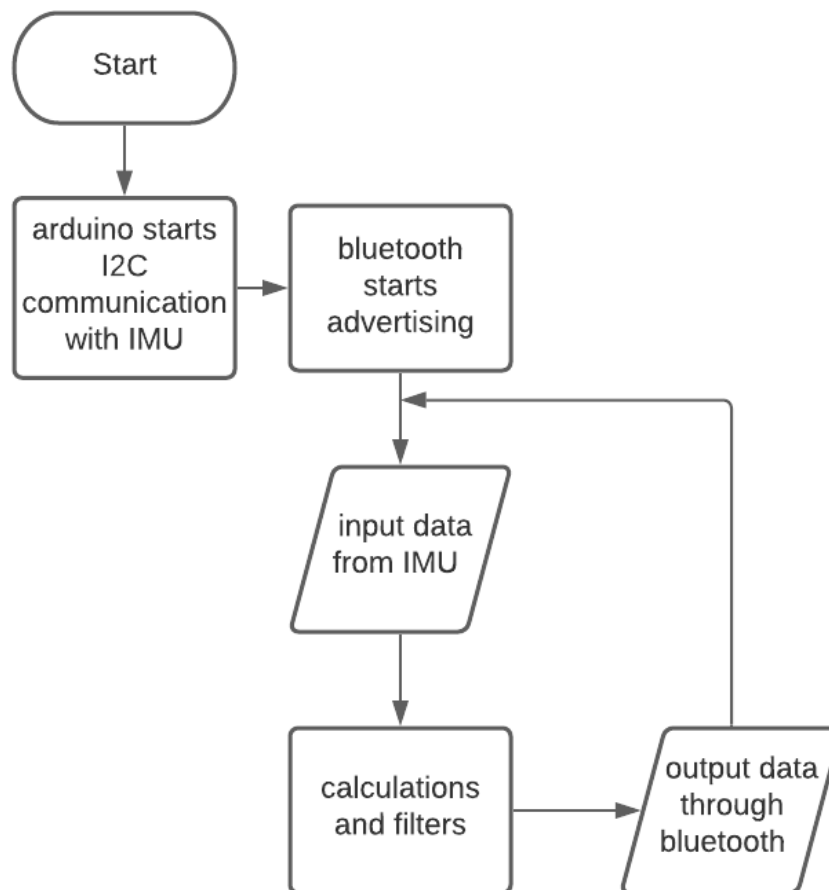 Start
arduino starts
I2C
communication
with IMU
bluetooth
starts
advertising
input data
from IMU
calculations
and filters
output data
through
bluetooth